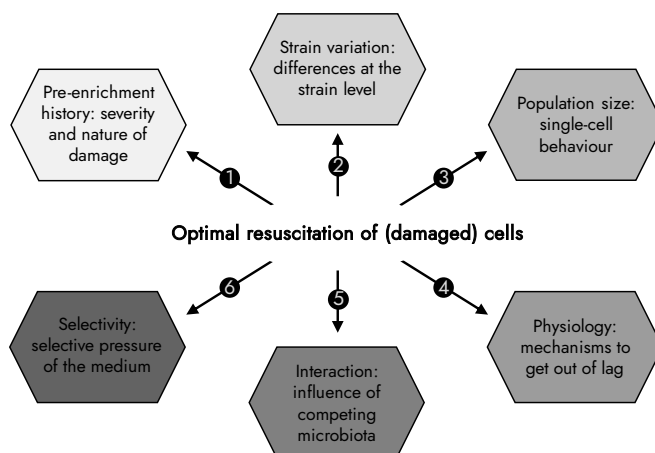 Strain variation:
differences at the
strain level
Pre-enrichment
history: severity
and nature of
damage
Population size:
single-cell
behaviour
1
2
3
Optimal resuscitation of (damaged) cells
6
5
4
Selectivity:
selective pressure
of the medium
Interaction:
influence of
competing
microbiota
Physiology:
mechanisms to
get out of lag